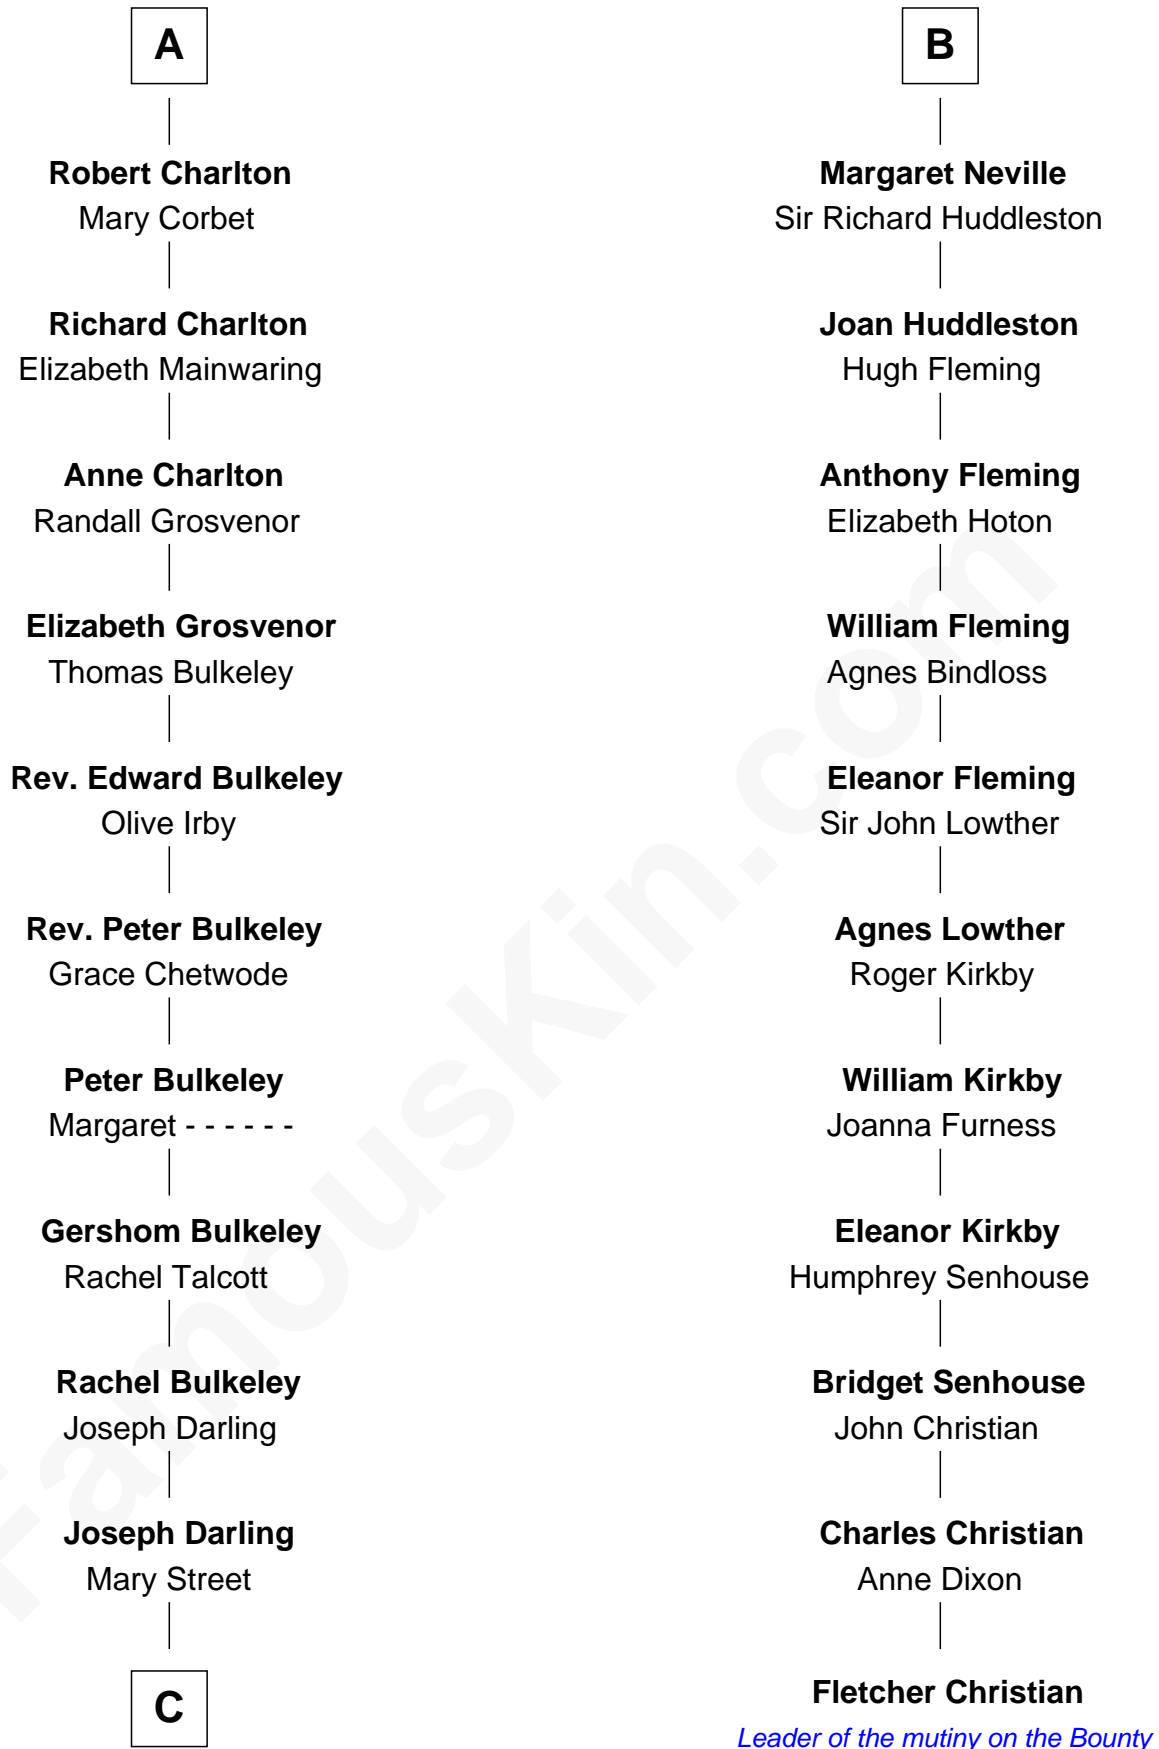 A
Robert Charlton
Mary Corbet
Richard Charlton
Elizabeth Mainwaring
Anne Charlton
Randall Grosvenor
Elizabeth Grosvenor
Thomas Bulkeley
Rev. Edward Bulkeley
Olive Irby
Rev. Peter Bulkeley
Grace Chetwode
Peter Bulkeley
Margaret - - - - - -
Gershom Bulkeley
Rachel Talcott
Rachel Bulkeley
Joseph Darling
Joseph Darling
Mary Street
C
B
Margaret Neville
Sir Richard Huddleston
Joan Huddleston
Hugh Fleming
Anthony Fleming
Elizabeth Hoton
William Fleming
Agnes Bindloss
Eleanor Fleming
Sir John Lowther
Agnes Lowther
Roger Kirkby
William Kirkby
Joanna Furness
Eleanor Kirkby
Humphrey Senhouse
Bridget Senhouse
John Christian
Charles Christian
Anne Dixon
Fletcher Christian
Leader of the mutiny on the Bounty
FamousKin.com